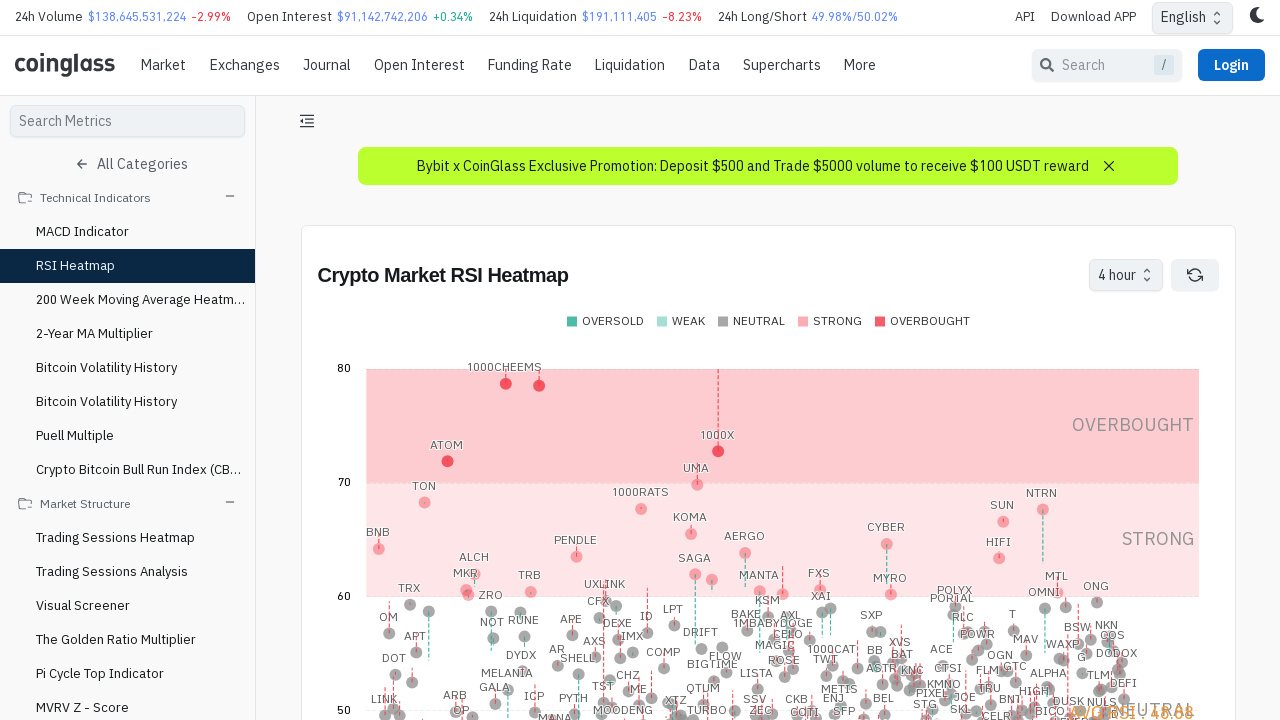 24h Volume $138,645,531,224 -2.99% Open Interest $91,142,742,206 +0.34% 24h Liquidation $191,111,405 -8.23% 24h Long/Short 49.98%/50.02% API Download APP English
coinglass Market Exchanges Journal Open Interest Funding Rate Liquidation Data Supercharts More Search / Login
Search Metrics
All Categories
Technical Indicators
MACD Indicator
RSI Heatmap
200 Week Moving Average Heatm...
2-Year MA Multiplier
Bitcoin Volatility History
Bitcoin Volatility History
Puell Multiple
Crypto Bitcoin Bull Run Index (CB...
Market Structure
Trading Sessions Heatmap
Trading Sessions Analysis
Visual Screener
The Golden Ratio Multiplier
Pi Cycle Top Indicator
MVRV Z - Score
Bybit x CoinGlass Exclusive Promotion: Deposit $500 and Trade $5000 volume to receive $100 USDT reward
Crypto Market RSI Heatmap 4 hour
OVERSOLD WEAK NEUTRAL STRONG OVERBOUGHT
80
1000CHEEMS
OVERBOUGHT
1000X
ATOM
UMA
70
TON
1000RATS
NTRN
SUN
KOMA
CYBER
BNB
AERGO
STRONG
PENDLE
HIFI
ALCH
SAGA
MKR
TRB
MANTA
FXS
MYRO
MTL
60
TRX
UXLINK
ONG
ZRO
CFX
KSM
XAI
POLYX
PORTAL
OMNI
OM
NOT
RUNE
APE
DEXE
ID
LPT
BAKE
AXL
1MBABYDOGE
SXP
RLC
T
APT
AXS
IMX
DRIFT
CELO
POWR
MAV
BSW
NKN
COS
DOT
DYDX
AR
SHELL
COMP
FLOW
MAGIC
1000CAT
BB
XVS
BAT
ACE
OGN
WAXP
G
DODOX
MELANIA
CHZ
BIGTIME
LISTA
ROSE
TWT
ASTR
KNC
CTSI
FLM
GTC
ALPHA
TLM
LINK
GALA
TST
ME
QTUM
METIS
KMNO
TRU
HIGH
DEFI
ARB
ICP
PYTH
XTZ
SSV
CKB
ENJ
BEL
PIXEL
JOE
BNT
DUSK
NULS
50
OP
MANA
MOODENG
TURBO
ZEC
COTI
SFP
STG
SKL
CELR
BICO
NEUTRAL